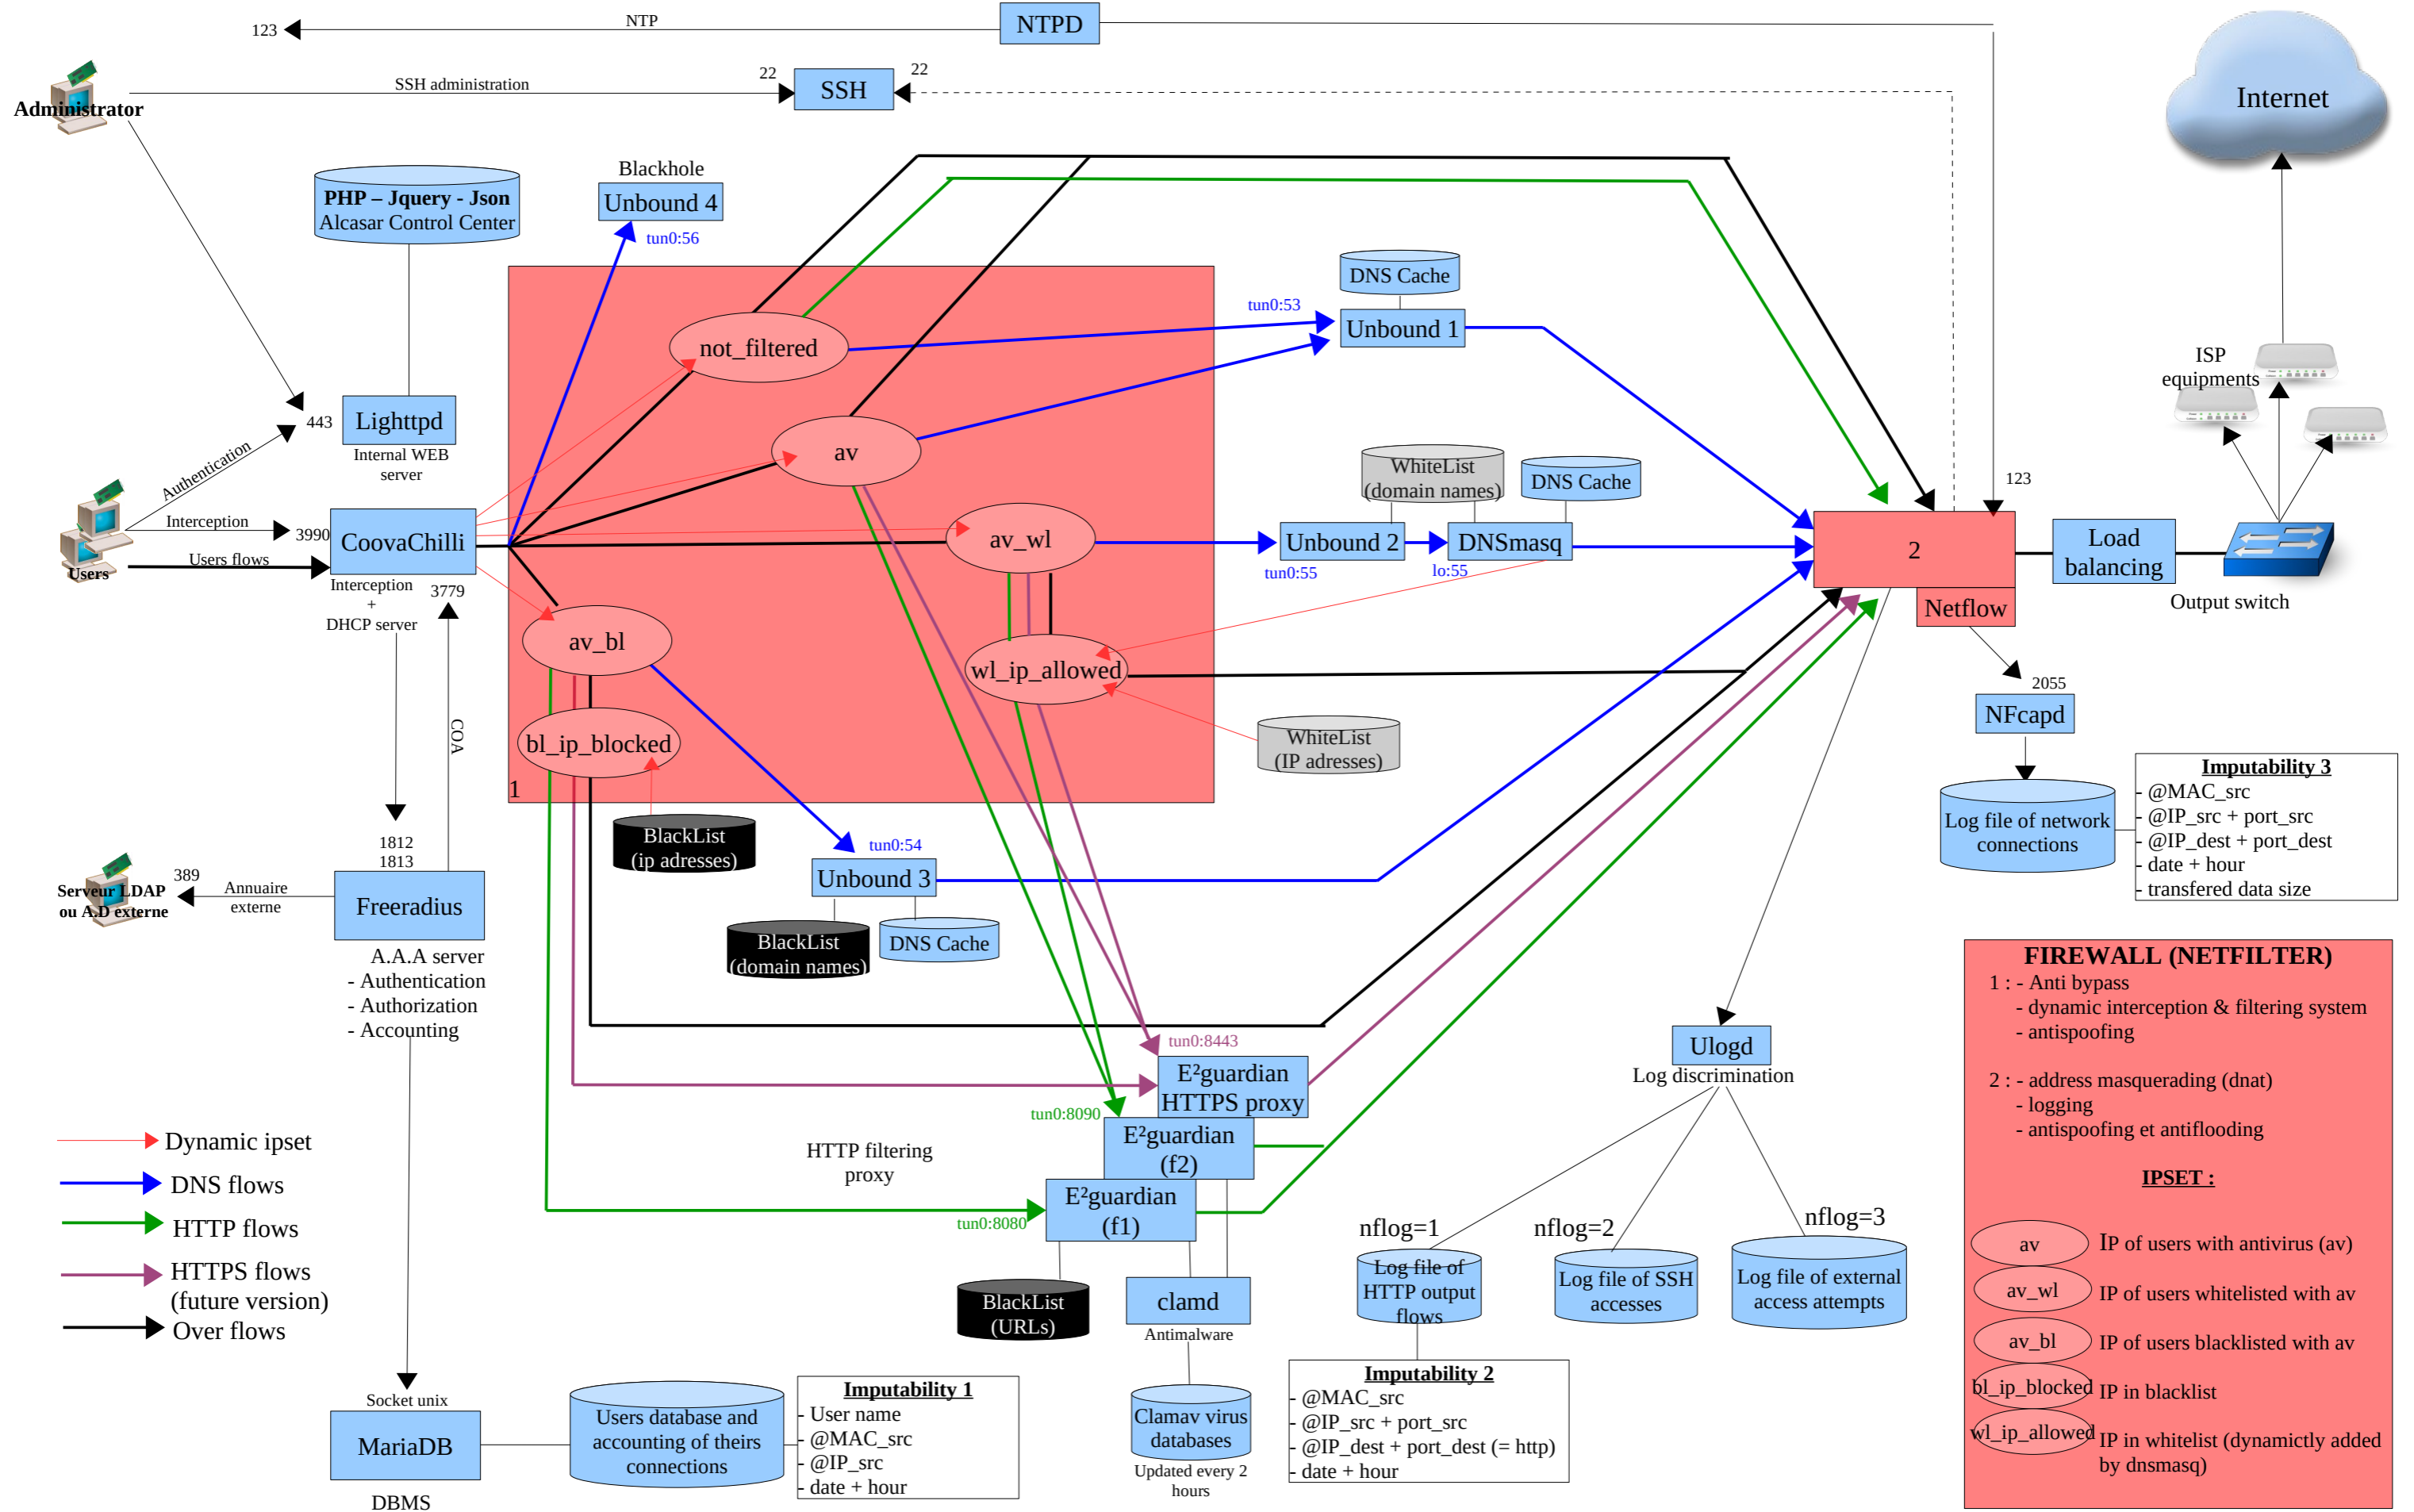 NTP
NTPD
123
22
22
SSH administration
SSH
Administrator
Internet
Blackhole
Unbound 4
tun0:56
PHP – Jquery - Json
Alcasar Control Center
DNS Cache
tun0:53
Unbound 1
not_filtered
ISP
equipments
443
Lighttpd
Internal WEB
server
av
WhiteList
(domain names)
DNS Cache
123
Authentication
Interception
3990
CoovaChilli
Users flows
Users
Interception
+
DHCP server
3779
av_wl
Unbound 2
tun0:55
DNSmasq
lo:55
2
Netflow
Load
balancing
Output switch
av_bl
wl_ip_allowed
2055
NFcapd
COA
bl_ip_blocked
1
WhiteList
(IP adresses)
Log file of network
connections
Imputability 3
- @MAC_src
- @IP_src + port_src
- @IP_dest + port_dest
- date + hour
- transfered data size
BlackList
(ip adresses)
1812
1813
tun0:54
Unbound 3
389
Annuaire
externe
Serveur LDAP
ou A.D externe
Freeradius
BlackList
(domain names)
DNS Cache
A.A.A server
- Authentication
- Authorization
- Accounting
FIREWALL (NETFILTER)
1 : - Anti bypass
- dynamic interception & filtering system
- antispoofing
2 : - address masquerading (dnat)
- logging
- antispoofing et antiflooding
IPSET :
av
IP of users with antivirus (av)
av_wl
IP of users whitelisted with av
av_bl
IP of users blacklisted with av
bl_ip_blocked
IP in blacklist
wl_ip_allowed
IP in whitelist (dynamictly added
by dnsmasq)
tun0:8443
E²guardian
HTTPS proxy
tun0:8090
E²guardian
(f2)
HTTP filtering
proxy
E²guardian
(f1)
tun0:8080
Ulogd
Log discrimination
nflog=1
nflog=2
nflog=3
Log file of
HTTP output
flows
Log file of SSH
accesses
Log file of external
access attempts
Dynamic ipset
DNS flows
HTTP flows
HTTPS flows
(future version)
Over flows
BlackList
(URLs)
clamd
Antimalware
Clamav virus
databases
Updated every 2
hours
Imputability 2
- @MAC_src
- @IP_src + port_src
- @IP_dest + port_dest (= http)
- date + hour
Socket unix
MariaDB
DBMS
Users database and
accounting of theirs
connections
Imputability 1
- User name
- @MAC_src
- @IP_src
- date + hour